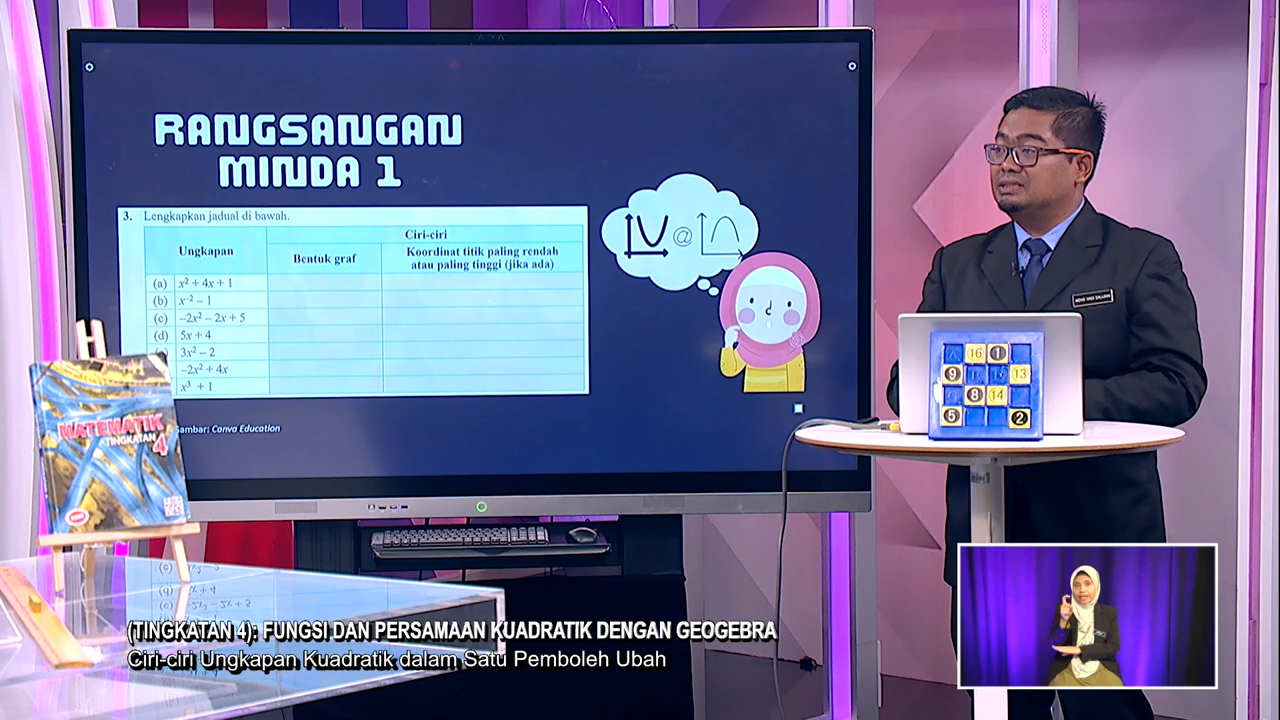 RANGSANGAN
MINDA 1
3. Lengkapkan jadual di bawah.
Ungkapan
Ciri-ciri
Bentuk graf
Koordinat titik paling rendah
atau paling tinggi (jika ada)
(a) x² + 4x + 1
(b) x⁻² – 1
(c) –2x² – 2x + 5
(d) 5x + 4
3x² – 2
–2x² + 4x
x³ + 1
@
Gambar: Canva Education
MATEMATIK
TINGKATAN
4
16 1
9 13
8 14
5 2
(TINGKATAN 4): FUNGSI DAN PERSAMAAN KUADRATIK DENGAN GEOGEBRA
Ciri-ciri Ungkapan Kuadratik dalam Satu Pemboleh Ubah